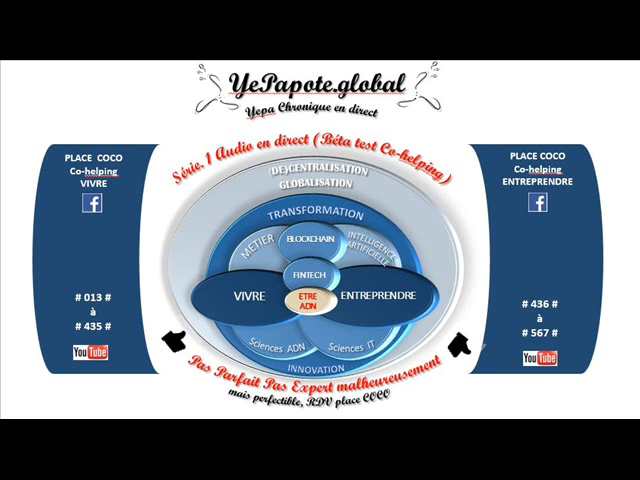 YePapote.global
Yepa Chronique en direct
Série, 1 Audio en direct (Béta test Co-helping)
PLACE COCO
Co-helping
VIVRE
# 013 #
à
# 435 #
YouTube
(DE)CENTRALISATION
GLOBALISATION
TRANSFORMATION
METIER
BLOCKCHAIN
INTELLIGENCE
ARTIFICIELLE
FINTECH
VIVRE
ETRE
ADN
ENTREPRENDRE
Sciences ADN
Sciences IT
INNOVATION
PLACE COCO
Co-helping
ENTREPRENDRE
# 436 #
à
# 567 #
YouTube
Pas Parfait Pas Expert malheureusement
mais perfectible, RDV place COCO